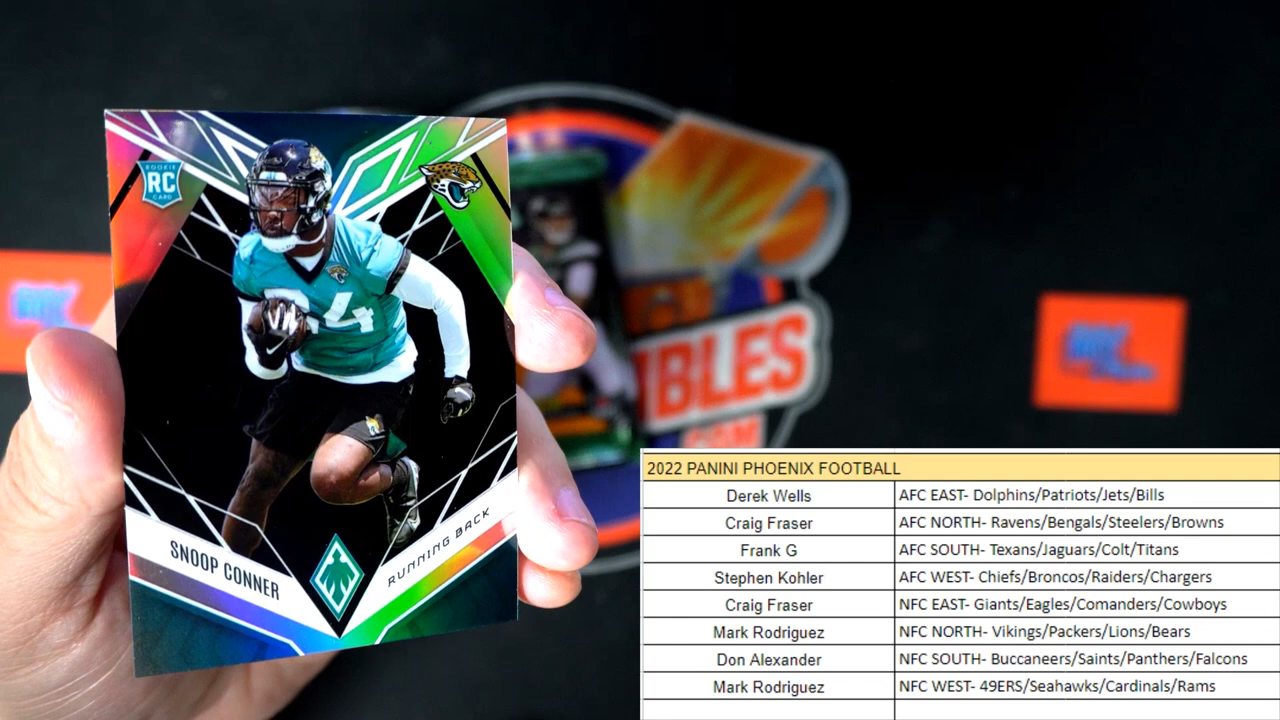 ROOKIE
RC
CARD
24
SNOOP CONNER
RUNNING BACK
IBLES
.COM
2022 PANINI PHOENIX FOOTBALL
Derek Wells AFC EAST- Dolphins/Patriots/Jets/Bills
Craig Fraser AFC NORTH- Ravens/Bengals/Steelers/Browns
Frank G AFC SOUTH- Texans/Jaguars/Colt/Titans
Stephen Kohler AFC WEST- Chiefs/Broncos/Raiders/Chargers
Craig Fraser NFC EAST- Giants/Eagles/Comanders/Cowboys
Mark Rodriguez NFC NORTH- Vikings/Packers/Lions/Bears
Don Alexander NFC SOUTH- Buccaneers/Saints/Panthers/Falcons
Mark Rodriguez NFC WEST- 49ERS/Seahawks/Cardinals/Rams